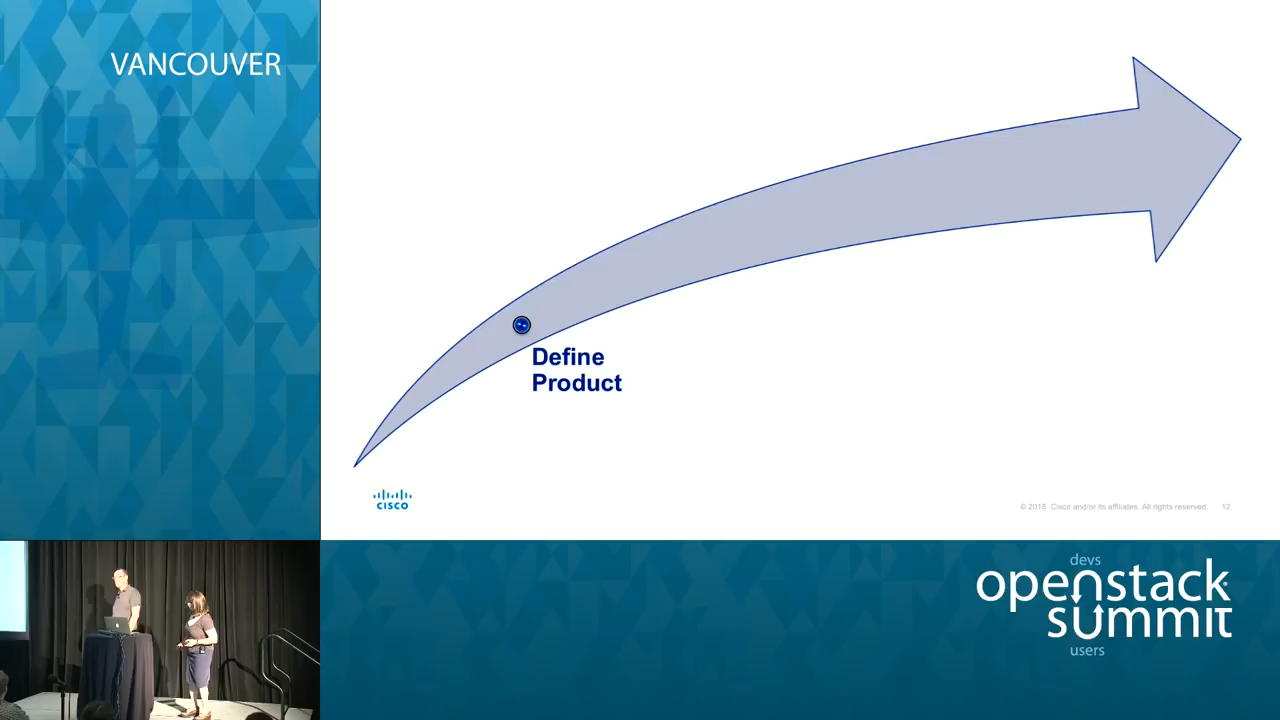 VANCOUVER
Define
Product
CISCO
© 2015 Cisco and/or its affiliates. All rights reserved. 12
devs
openstack
summit
users